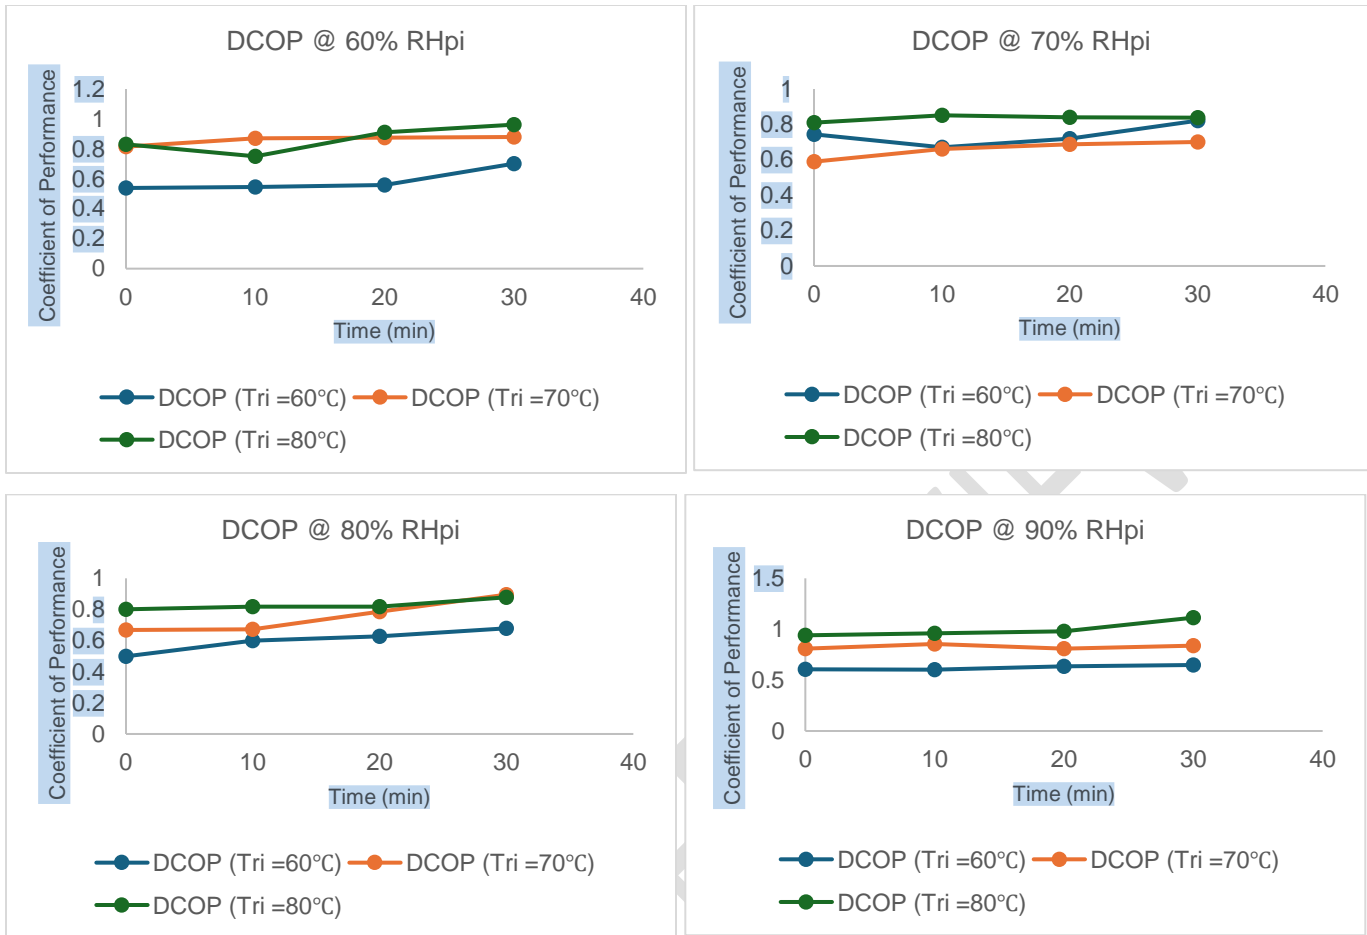 DCOP @ 60% RHpi
Coefficient of Performance
1.2
1
0.8
0.6
0.4
0.2
0
0 10 20 30 40
Time (min)
DCOP (Tri =60℃) DCOP (Tri =70℃)
DCOP (Tri =80℃)
DCOP @ 70% RHpi
Coefficient of Performance
1
0.8
0.6
0.4
0.2
0
0 10 20 30 40
Time (min)
DCOP (Tri =60℃) DCOP (Tri =70℃)
DCOP (Tri =80℃)
DCOP @ 80% RHpi
Coefficient of Performance
1
0.8
0.6
0.4
0.2
0
0 10 20 30 40
Time (min)
DCOP (Tri =60℃) DCOP (Tri =70℃)
DCOP (Tri =80℃)
DCOP @ 90% RHpi
Coefficient of Performance
1.5
1
0.5
0
0 10 20 30 40
Time (min)
DCOP (Tri =60℃) DCOP (Tri =70℃)
DCOP (Tri =80℃)